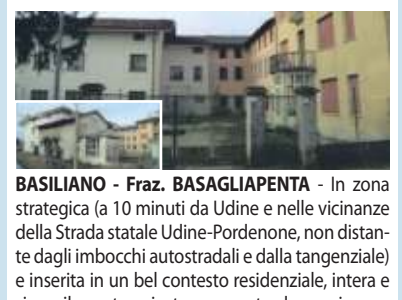 BASILIANO - Fraz. BASAGLIAPENTA - In zona
strategica (a 10 minuti da Udine e nelle vicinanze
della Strada statale Udine-Pordenone, non distan-
te dagli imbocchi autostradali e dalla tangenziale)
e inserita in un bel contesto residenziale, intera e